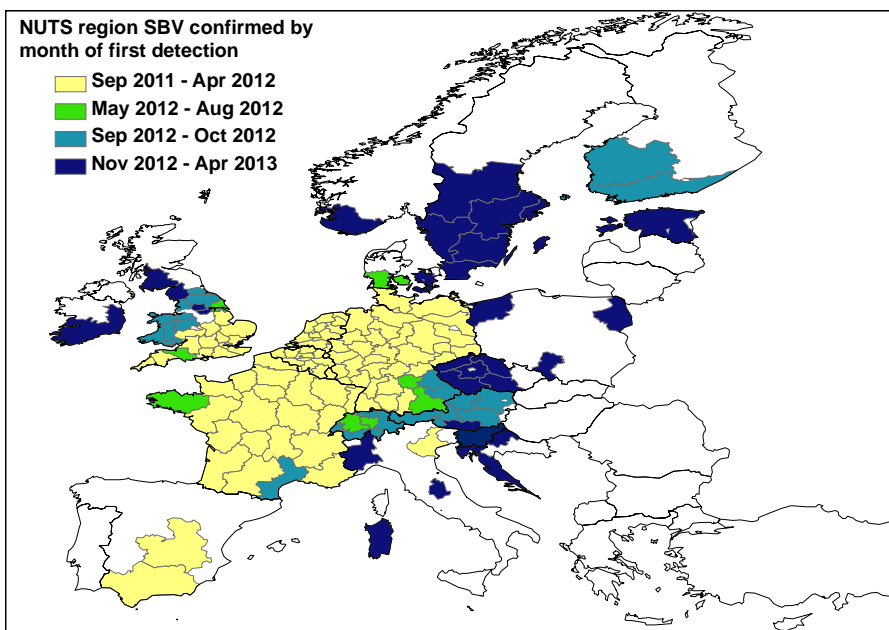 NUTS region SBV confirmed by
month of first detection
Sep 2011 - Apr 2012
May 2012 - Aug 2012
Sep 2012 - Oct 2012
Nov 2012 - Apr 2013